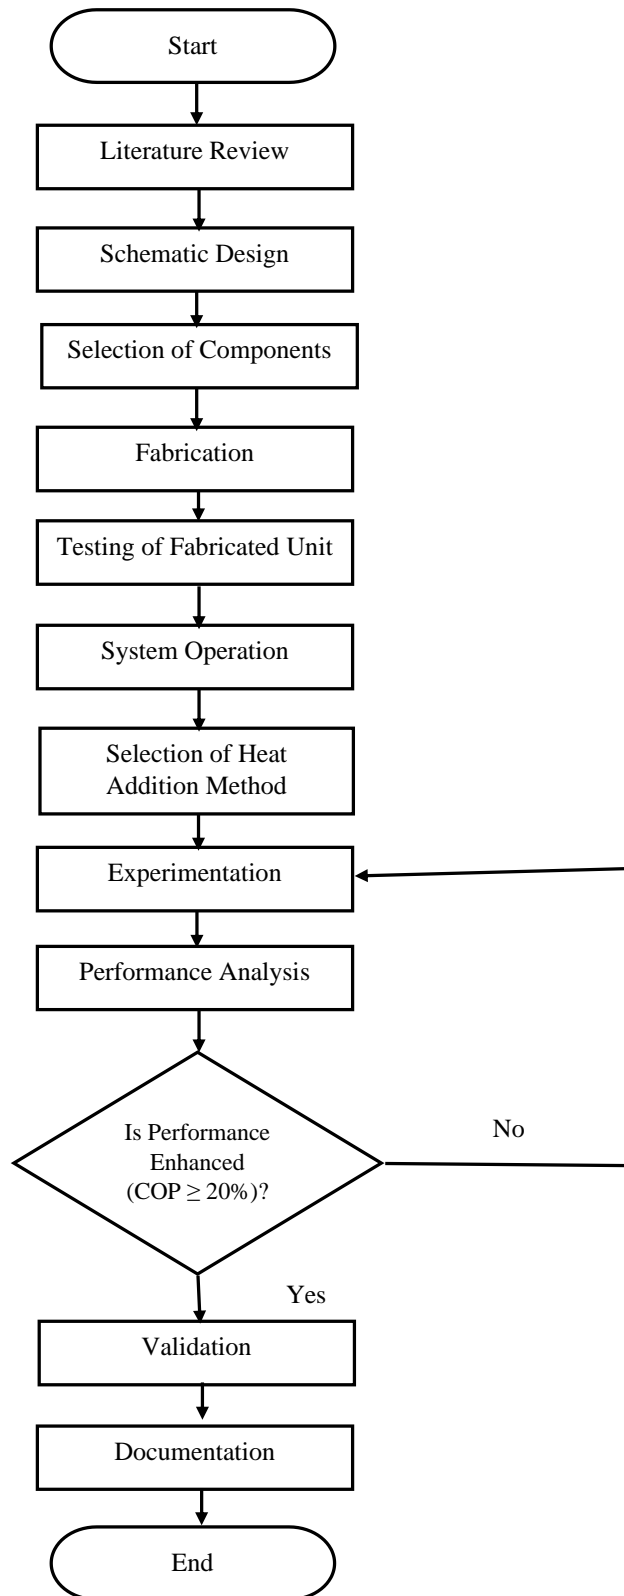 Start
Literature Review
Schematic Design
Selection of Components
Fabrication
Testing of Fabricated Unit
System Operation
Selection of Heat
Addition Method
Experimentation
Performance Analysis
Is Performance
Enhanced
(COP ≥ 20%)?
No
Yes
Validation
Documentation
End